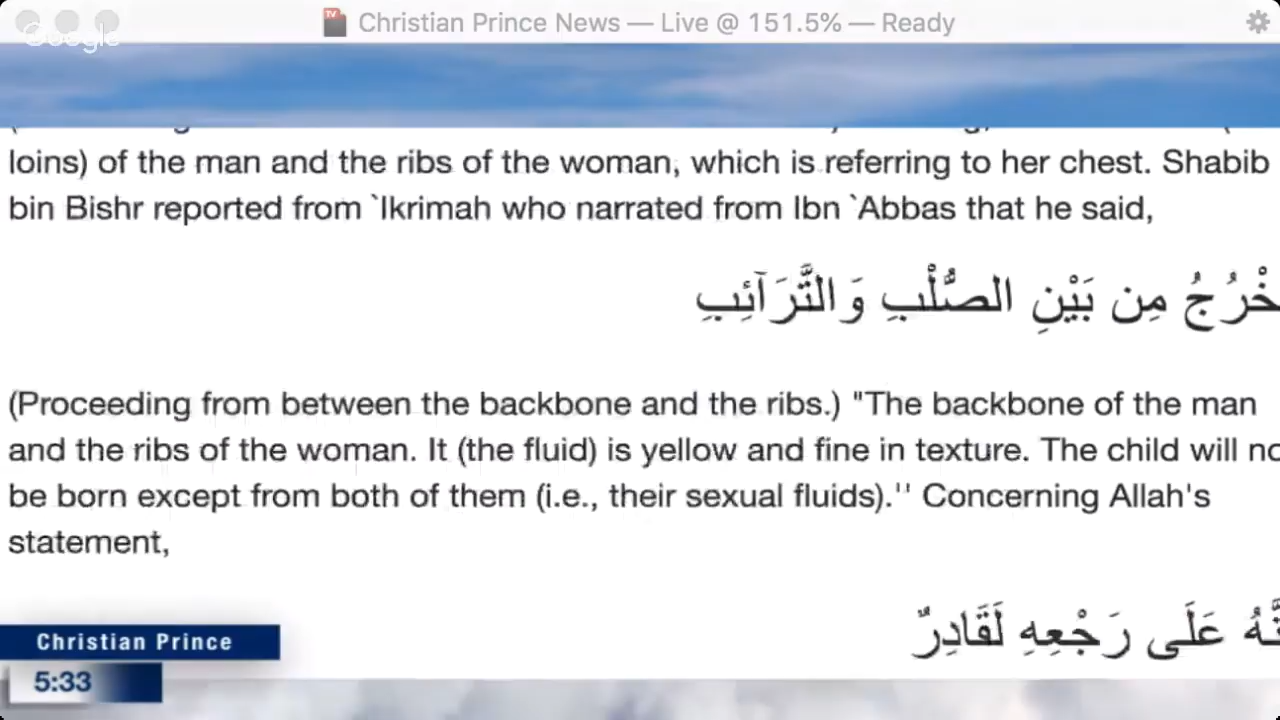 Christian Prince News — Live @ 151.5% — Ready
Google
loins) of the man and the ribs of the woman, which is referring to her chest. Shabib
bin Bishr reported from `Ikrimah who narrated from Ibn `Abbas that he said,
خْرُجُ مِن بَيْنِ الصُّلْبِ وَالتَّرَآئِبِ
(Proceeding from between the backbone and the ribs.) "The backbone of the man
and the ribs of the woman. It (the fluid) is yellow and fine in texture. The child will no
be born except from both of them (i.e., their sexual fluids).'' Concerning Allah's
statement,
نَّهُ عَلَى رَجْعِهِ لَقَادِرٌ
Christian Prince
5:33